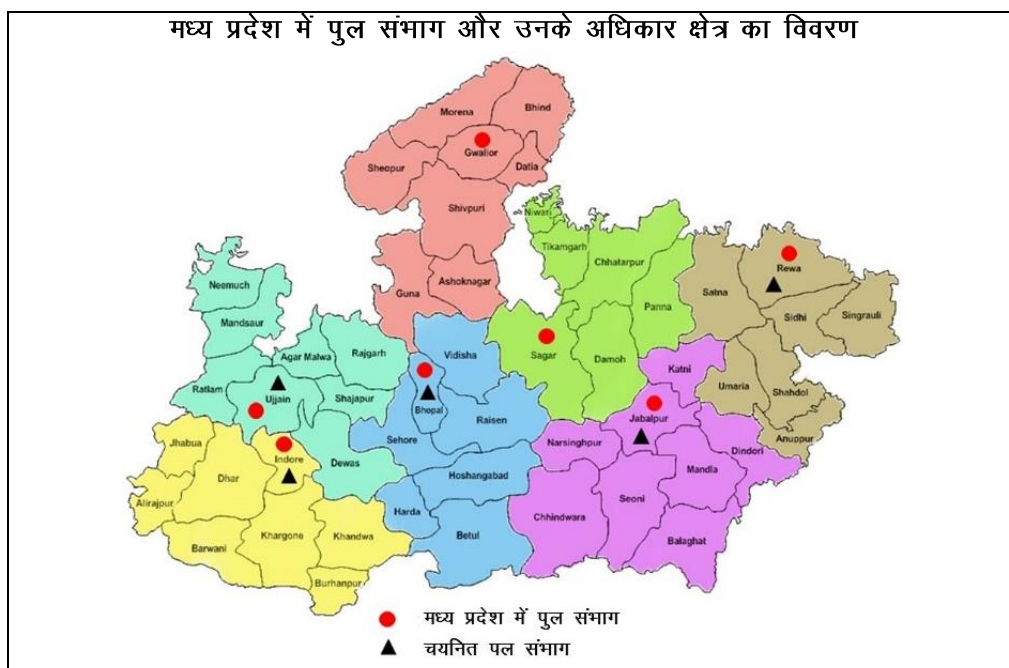 मध्य प्रदेश में पुल संभाग और उनके अधिकार क्षेत्र का विवरण
Morena
Bhind
Gwalior
Sheopur
Datia
Shivpuri
Niwari
Tikamgarh
Chhatarpur
Rewa
Ashoknagar
Guna
Neemuch
Satna
Panna
Sidhi
Singrauli
Mandsaur
Agar Malwa
Rajgarh
Vidisha
Sagar
Damoh
Katni
Umaria
Shahdol
Ratlam
Ujjain
Shajapur
Bhopal
Raisen
Jabalpur
Anuppur
Jhabua
Indore
Sehore
Narsinghpur
Dindori
Dewas
Dhar
Hoshangabad
Mandla
Alirajpur
Seoni
Harda
Chhindwara
Khargone
Khandwa
Betul
Balaghat
Barwani
Burhanpur
मध्य प्रदेश में पुल संभाग
चयनित पल संभाग